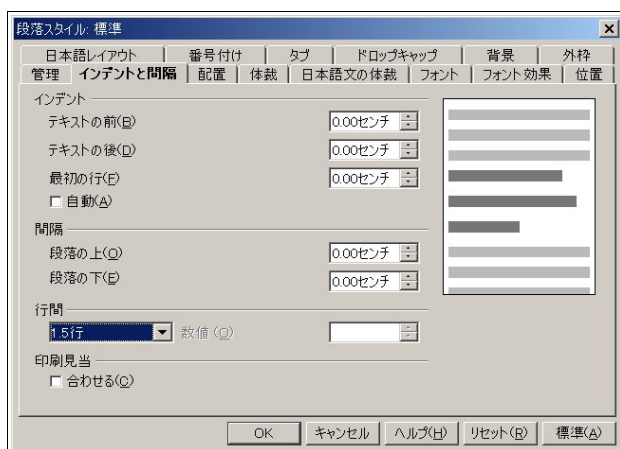 段落スタイル: 標準
日本語レイアウト 番号付け タブ ドロップキャップ 背景 外枠
管理 インデントと間隔 配置 体裁 日本語文の体裁 フォント フォント効果 位置
インデント
テキストの前(B) 0.00センチ
テキストの後(D) 0.00センチ
最初の行(F) 0.00センチ
自動(A)
間隔
段落の上(O) 0.00センチ
段落の下(E) 0.00センチ
行間
1.5行 数値(O)
印刷見当
合わせる(C)
OK キャンセル ヘルプ(H) リセット(R) 標準(A)